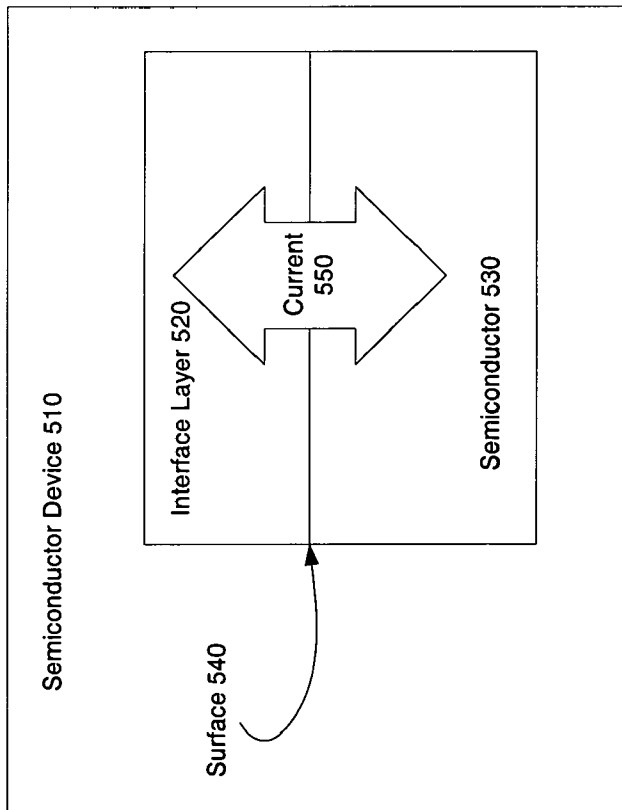 Semiconductor Device 510
Interface Layer 520
Current
550
Surface 540
Semiconductor 530